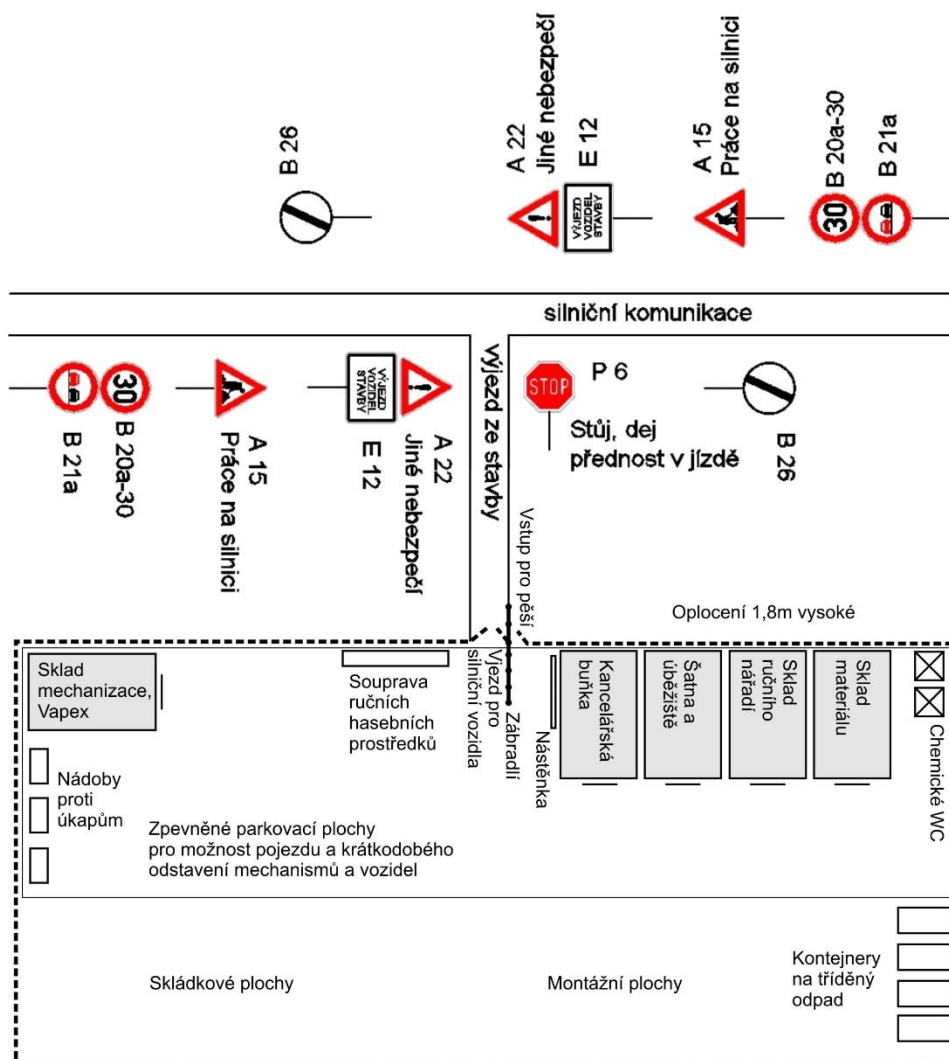 B 26
A 22
Jiné nebezpečí
E 12
VÝJEZD
VOZIDEL
STAVBY
A 15
Práce na silnici
B 20a-30
30
B 21a
silniční komunikace
B 21a
30
B 20a-30
A 15
Práce na silnici
VÝJEZD
VOZIDEL
STAVBY
E 12
A 22
Jiné nebezpečí
výjezd ze stavby
STOP
P 6
Stůj, dej
přednost v jízdě
B 26
Vstup pro pěší
Oplocení 1,8m vysoké
Sklad
mechanizace,
Vapex
Souprava
ručních
hasebních
prostředků
Vjezd pro
silniční vozidla
Zábradlí
Nástěnka
Kancelářská
buňka
Šatna a
úběžiště
Sklad
ručního
nářadí
Sklad
materiálu
Chemické WC
Nádoby
proti
úkapům
Zpevněné parkovací plochy
pro možnost pojezdu a krátkodobého
odstavení mechanismů a vozidel
Skládkové plochy
Montážní plochy
Kontejnery
na tříděný
odpad